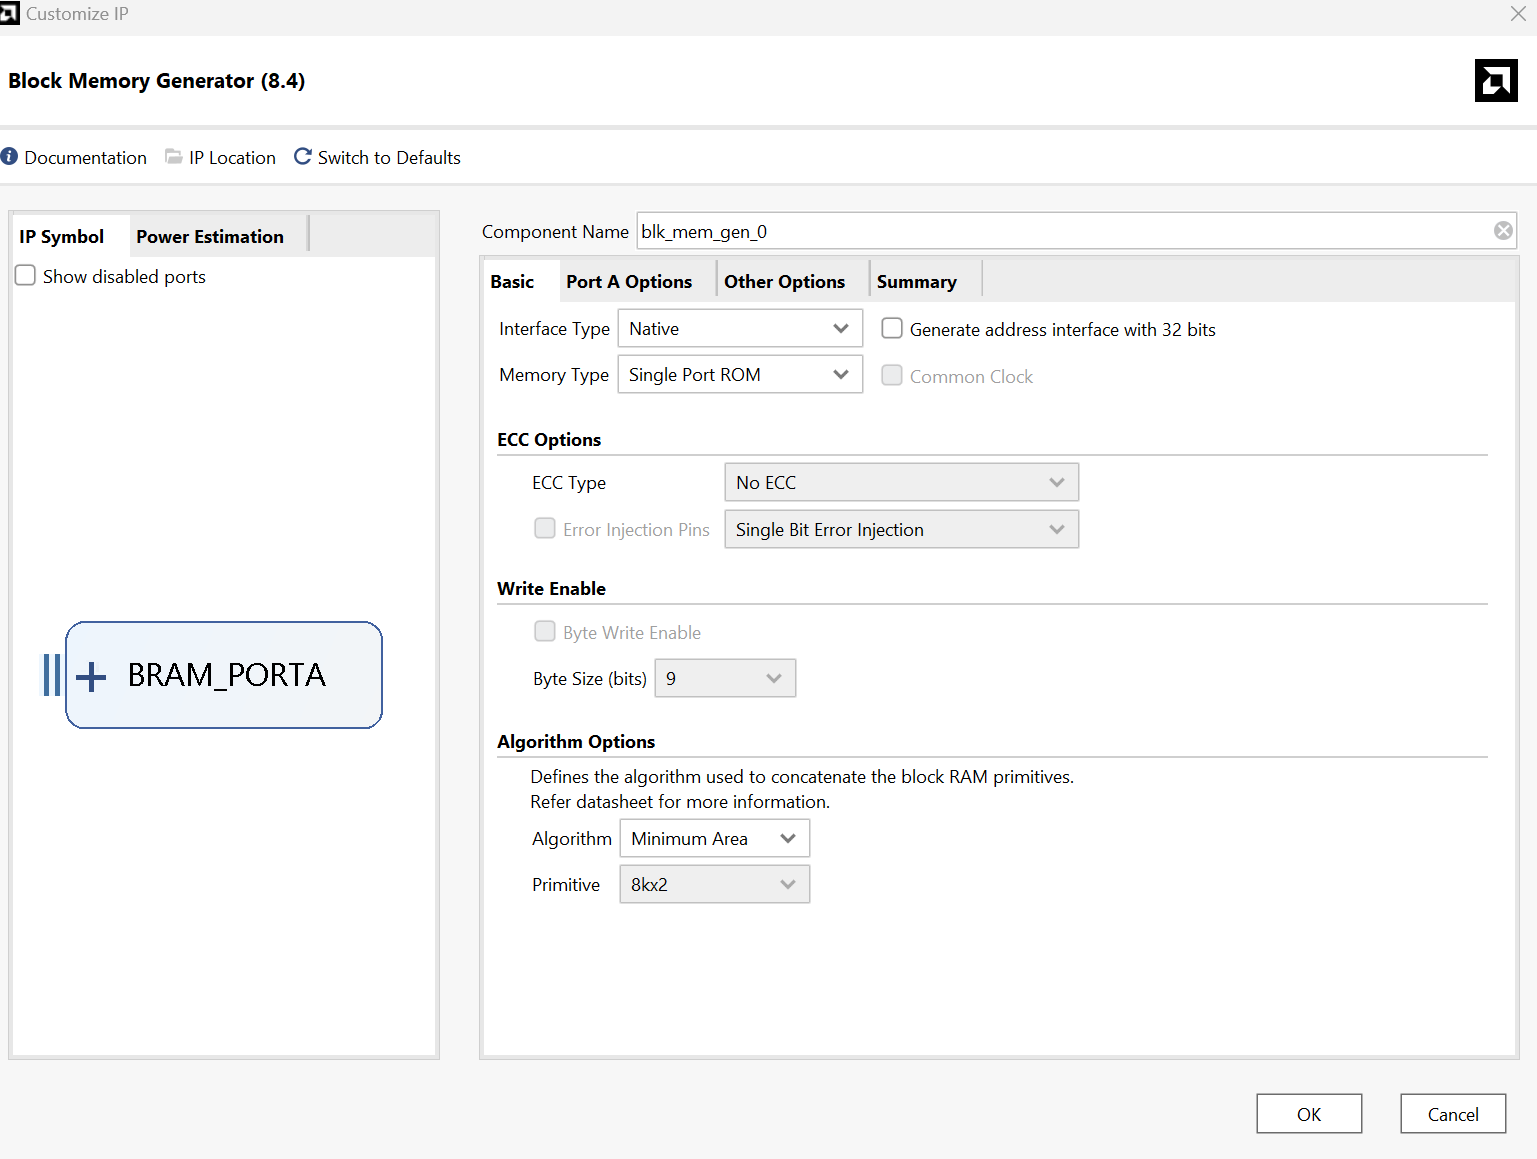 Customize IP
Block Memory Generator (8.4)
Documentation IP Location Switch to Defaults
IP Symbol Power Estimation
Show disabled ports
BRAM_PORTA
Component Name blk_mem_gen_0
Basic Port A Options Other Options Summary
Interface Type Native Generate address interface with 32 bits
Memory Type Single Port ROM Common Clock
ECC Options
ECC Type No ECC
Error Injection Pins Single Bit Error Injection
Write Enable
Byte Write Enable
Byte Size (bits) 9
Algorithm Options
Defines the algorithm used to concatenate the block RAM primitives.
Refer datasheet for more information.
Algorithm Minimum Area
Primitive 8kx2
OK Cancel